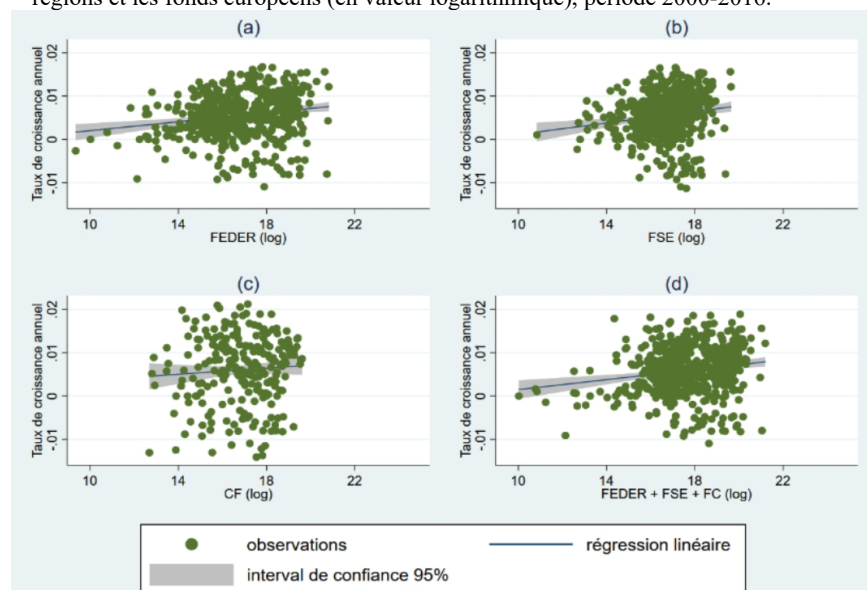 régions et les fonds européens (en valeur logarithmique), période 2000-2016.
(a)
Taux de croissance annuel
.02
.01
0
-.01
10 14 18 22
FEDER (log)
(b)
Taux de croissance annuel
.02
.01
0
-.01
10 14 18 22
FSE (log)
(c)
Taux de croissance annuel
.02
.01
0
-.01
10 14 18 22
CF (log)
(d)
Taux de croissance annuel
.02
.01
0
-.01
10 14 18 22
FEDER + FSE + FC (log)
observations régression linéaire
interval de confiance 95%